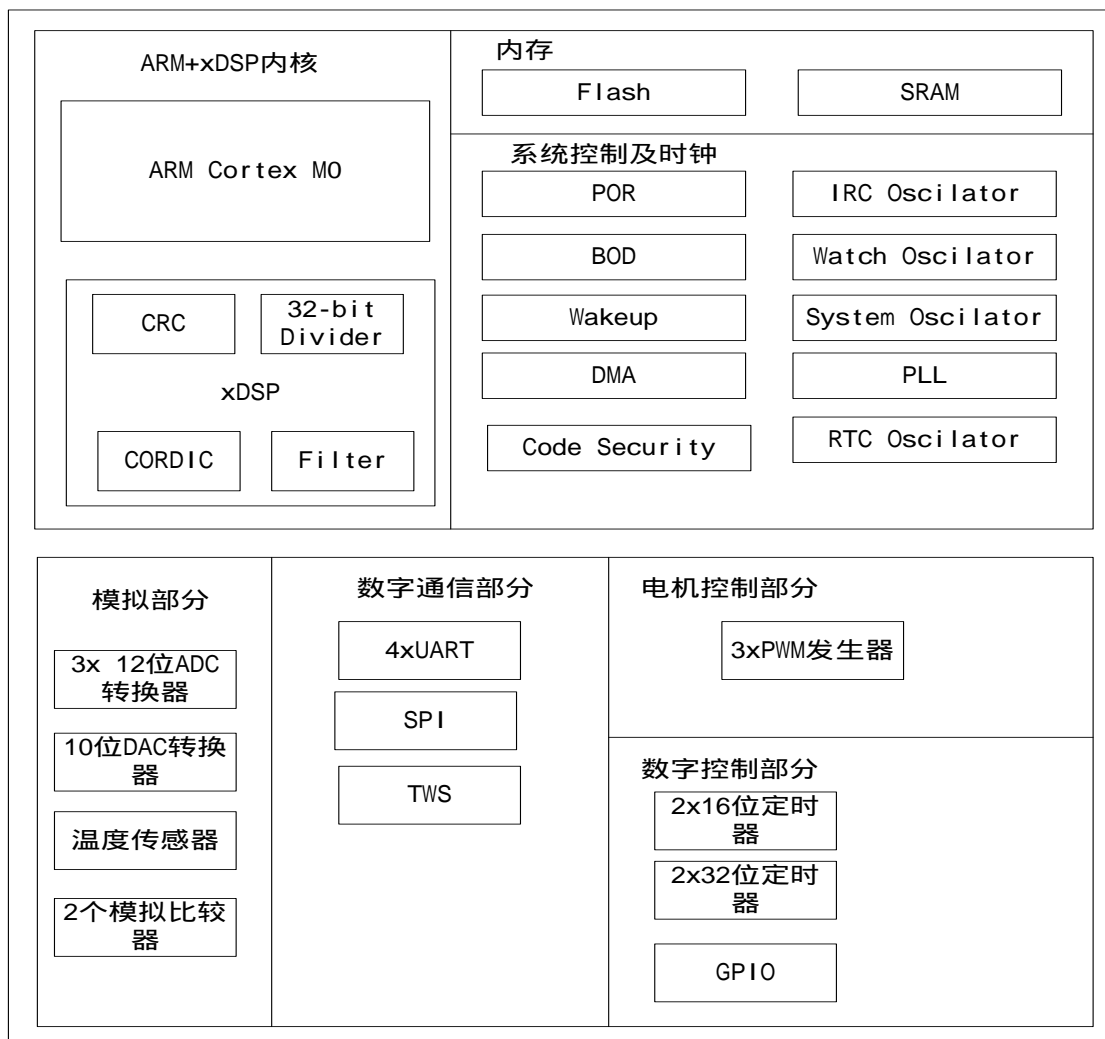 ARM+xDSP内核
ARM Cortex M0
CRC
32-bit
Divider
xDSP
CORDIC
Filter
内存
Flash
SRAM
系统控制及时钟
POR
IRC Oscilator
BOD
Watch Oscilator
Wakeup
System Oscilator
DMA
PLL
Code Security
RTC Oscilator
模拟部分
3x 12位ADC
转换器
10位DAC转换
器
温度传感器
2个模拟比较
器
数字通信部分
4xUART
SPI
TWS
电机控制部分
3xPWM发生器
数字控制部分
2x16位定时
器
2x32位定时
器
GPIO